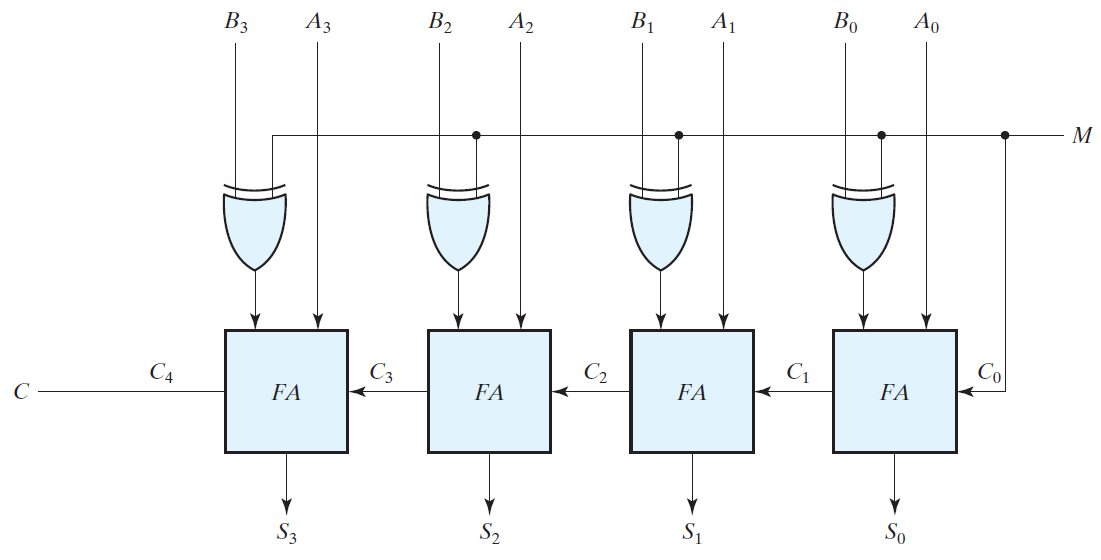 B₃ A₃ B₂ A₂ B₁ A₁ B₀ A₀
M
C C₄ FA C₃ FA C₂ FA C₁ FA C₀
S₃ S₂ S₁ S₀